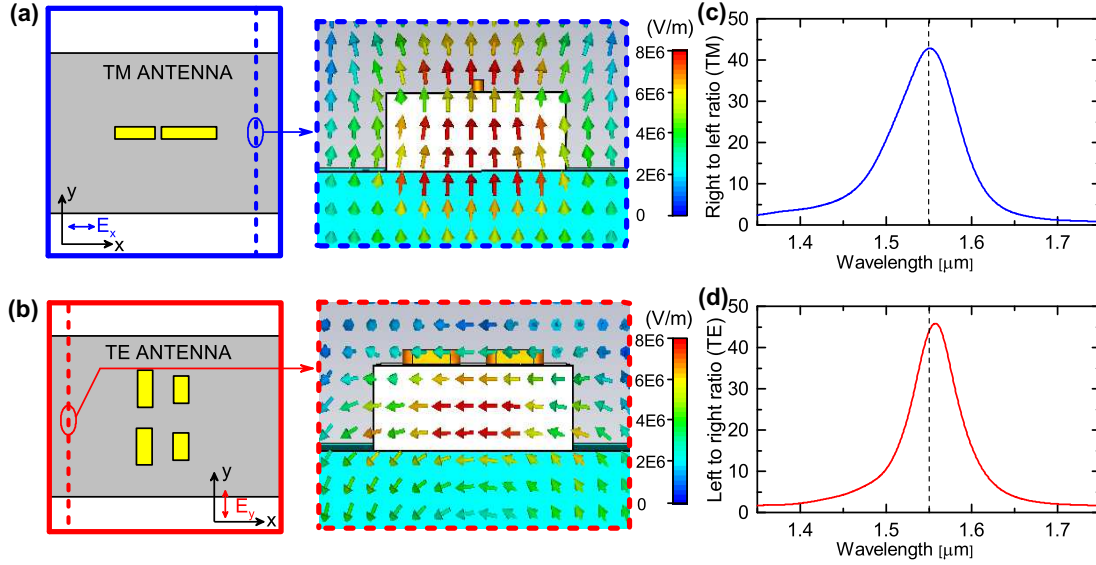 (a)
TM ANTENNA
y
E_x
x
(V/m)
8E6
6E6
4E6
2E6
0
(c)
Right to left ratio (TM)
50
40
30
20
10
0
1.4 1.5 1.6 1.7
Wavelength [μm]
(b)
TE ANTENNA
y
E_y
x
(V/m)
8E6
6E6
4E6
2E6
0
(d)
Left to right ratio (TE)
50
40
30
20
10
0
1.4 1.5 1.6 1.7
Wavelength [μm]